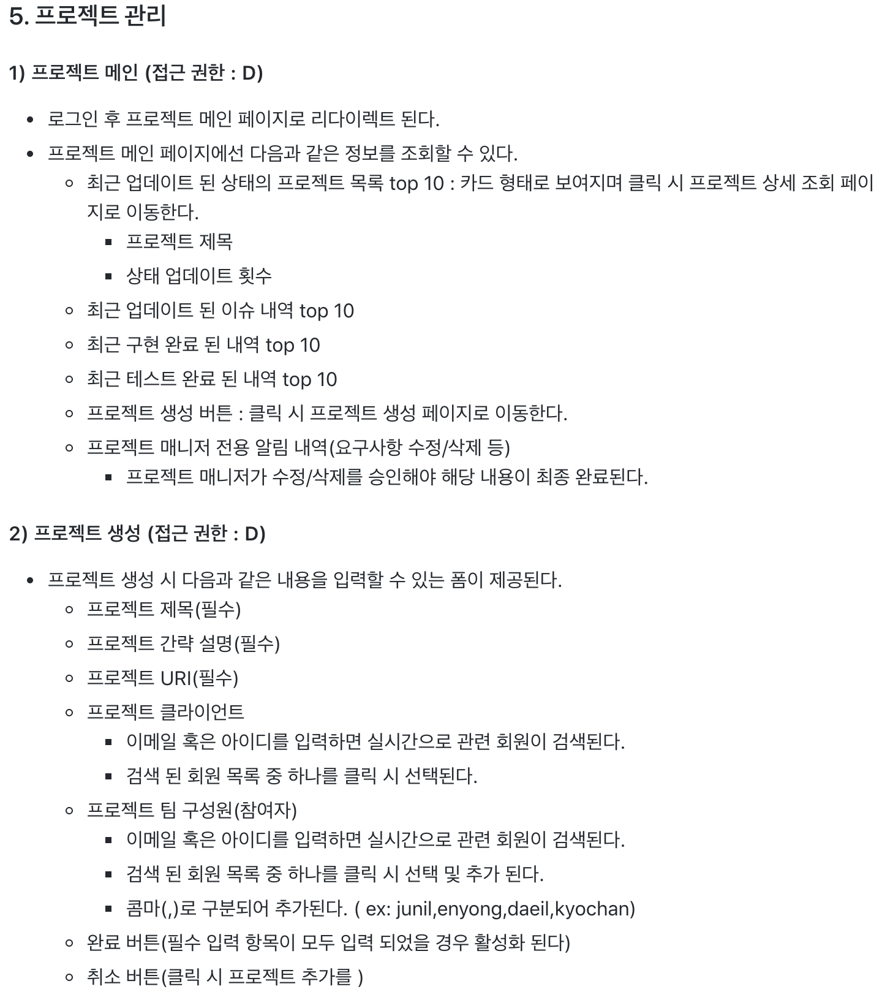 5. 프로젝트 관리
1) 프로젝트 메인 (접근 권한 : D)
로그인 후 프로젝트 메인 페이지로 리다이렉트 된다.
프로젝트 메인 페이지에선 다음과 같은 정보를 조회할 수 있다.
최근 업데이트 된 상태의 프로젝트 목록 top 10 : 카드 형태로 보여지며 클릭 시 프로젝트 상세 조회 페이
지로 이동한다.
프로젝트 제목
상태 업데이트 횟수
최근 업데이트 된 이슈 내역 top 10
최근 구현 완료 된 내역 top 10
최근 테스트 완료 된 내역 top 10
프로젝트 생성 버튼 : 클릭 시 프로젝트 생성 페이지로 이동한다.
프로젝트 매니저 전용 알림 내역(요구사항 수정/삭제 등)
프로젝트 매니저가 수정/삭제를 승인해야 해당 내용이 최종 완료된다.
2) 프로젝트 생성 (접근 권한 : D)
프로젝트 생성 시 다음과 같은 내용을 입력할 수 있는 폼이 제공된다.
프로젝트 제목(필수)
프로젝트 간략 설명(필수)
프로젝트 URI(필수)
프로젝트 클라이언트
이메일 혹은 아이디를 입력하면 실시간으로 관련 회원이 검색된다.
검색 된 회원 목록 중 하나를 클릭 시 선택된다.
프로젝트 팀 구성원(참여자)
이메일 혹은 아이디를 입력하면 실시간으로 관련 회원이 검색된다.
검색 된 회원 목록 중 하나를 클릭 시 선택 및 추가 된다.
콤마(,)로 구분되어 추가된다. ( ex: junil,enyong,daeil,kyochan)
완료 버튼(필수 입력 항목이 모두 입력 되었을 경우 활성화 된다)
취소 버튼(클릭 시 프로젝트 추가를 )